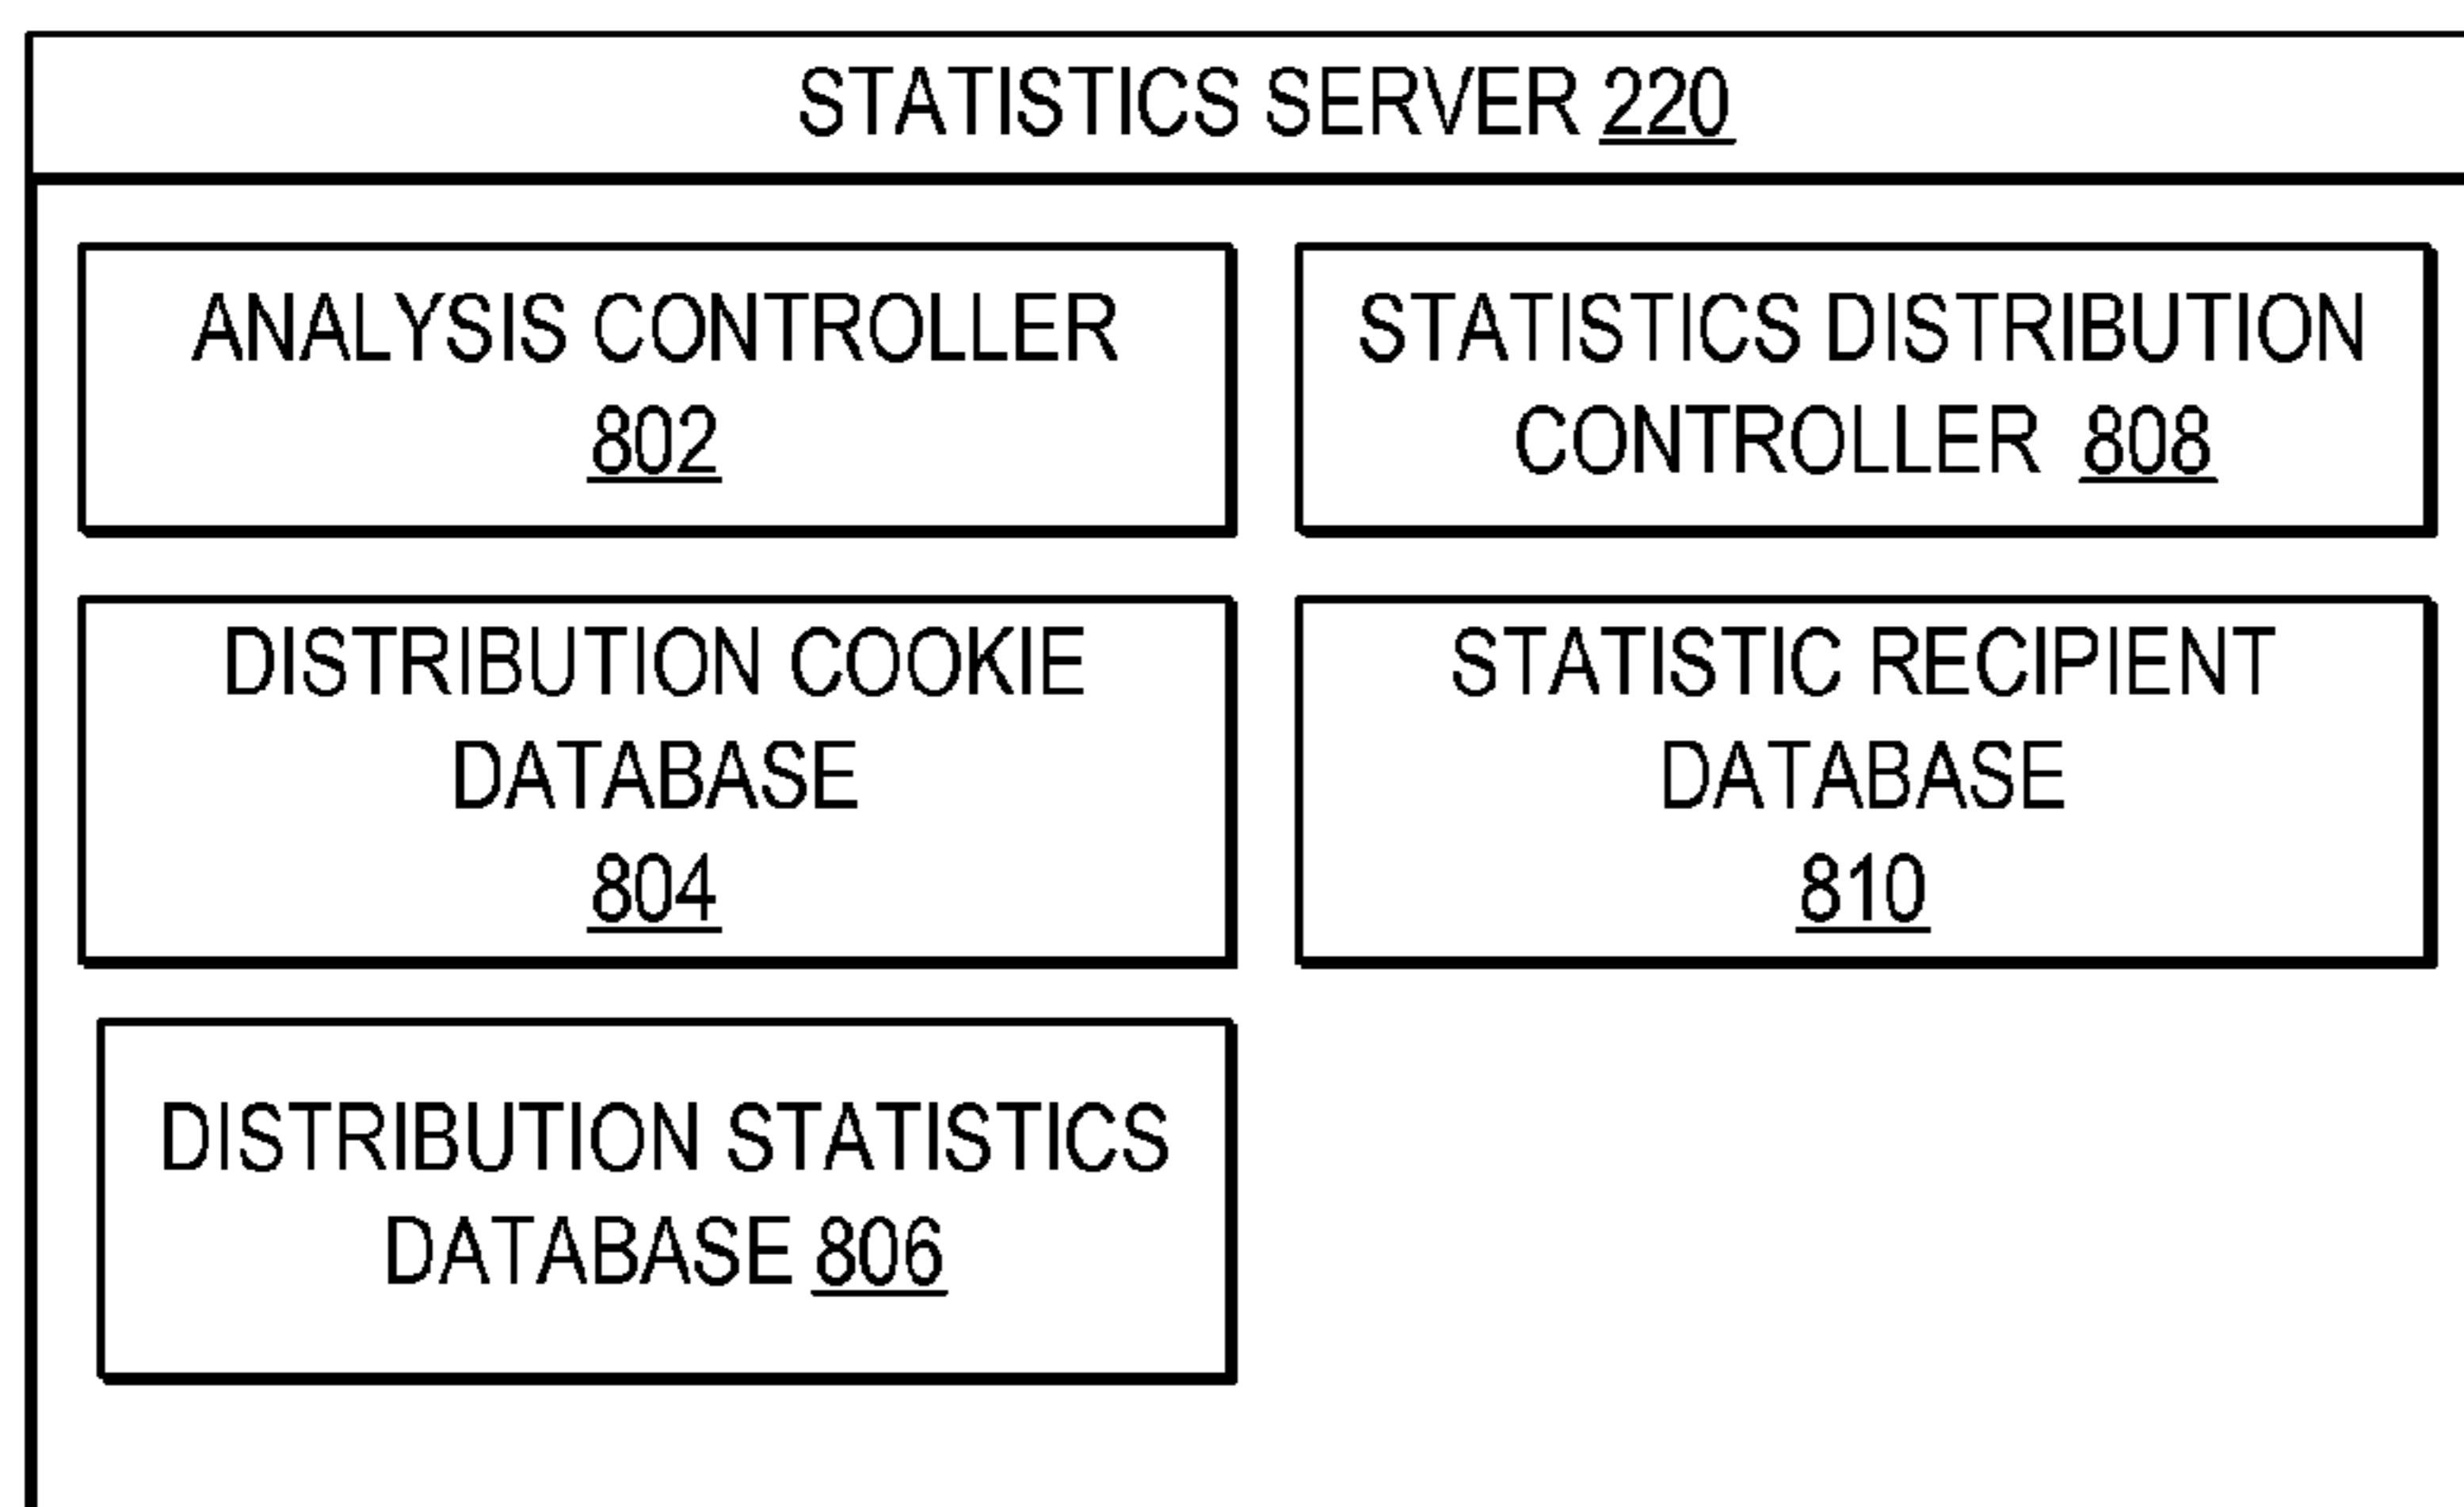 STATISTICS SERVER 220
ANALYSIS CONTROLLER
802
STATISTICS DISTRIBUTION
CONTROLLER 808
DISTRIBUTION COOKIE
DATABASE
804
STATISTIC RECIPIENT
DATABASE
810
DISTRIBUTION STATISTICS
DATABASE 806